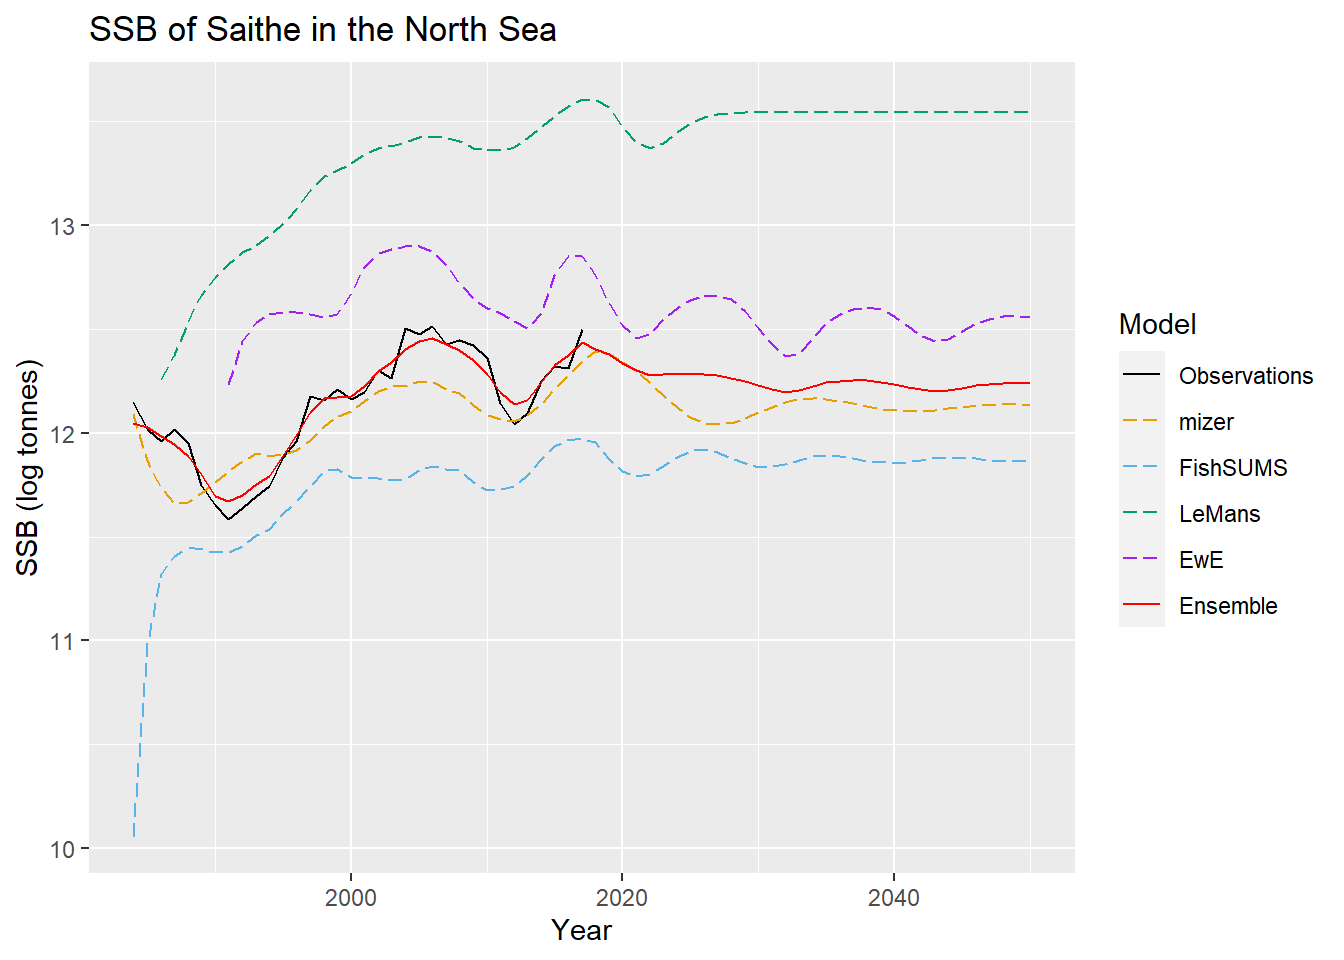 SSB of Saithe in the North Sea
SSB (log tonnes)
13
12
11
10
2000
2020
2040
Year
Model
Observations
mizer
FishSUMS
LeMans
EwE
Ensemble